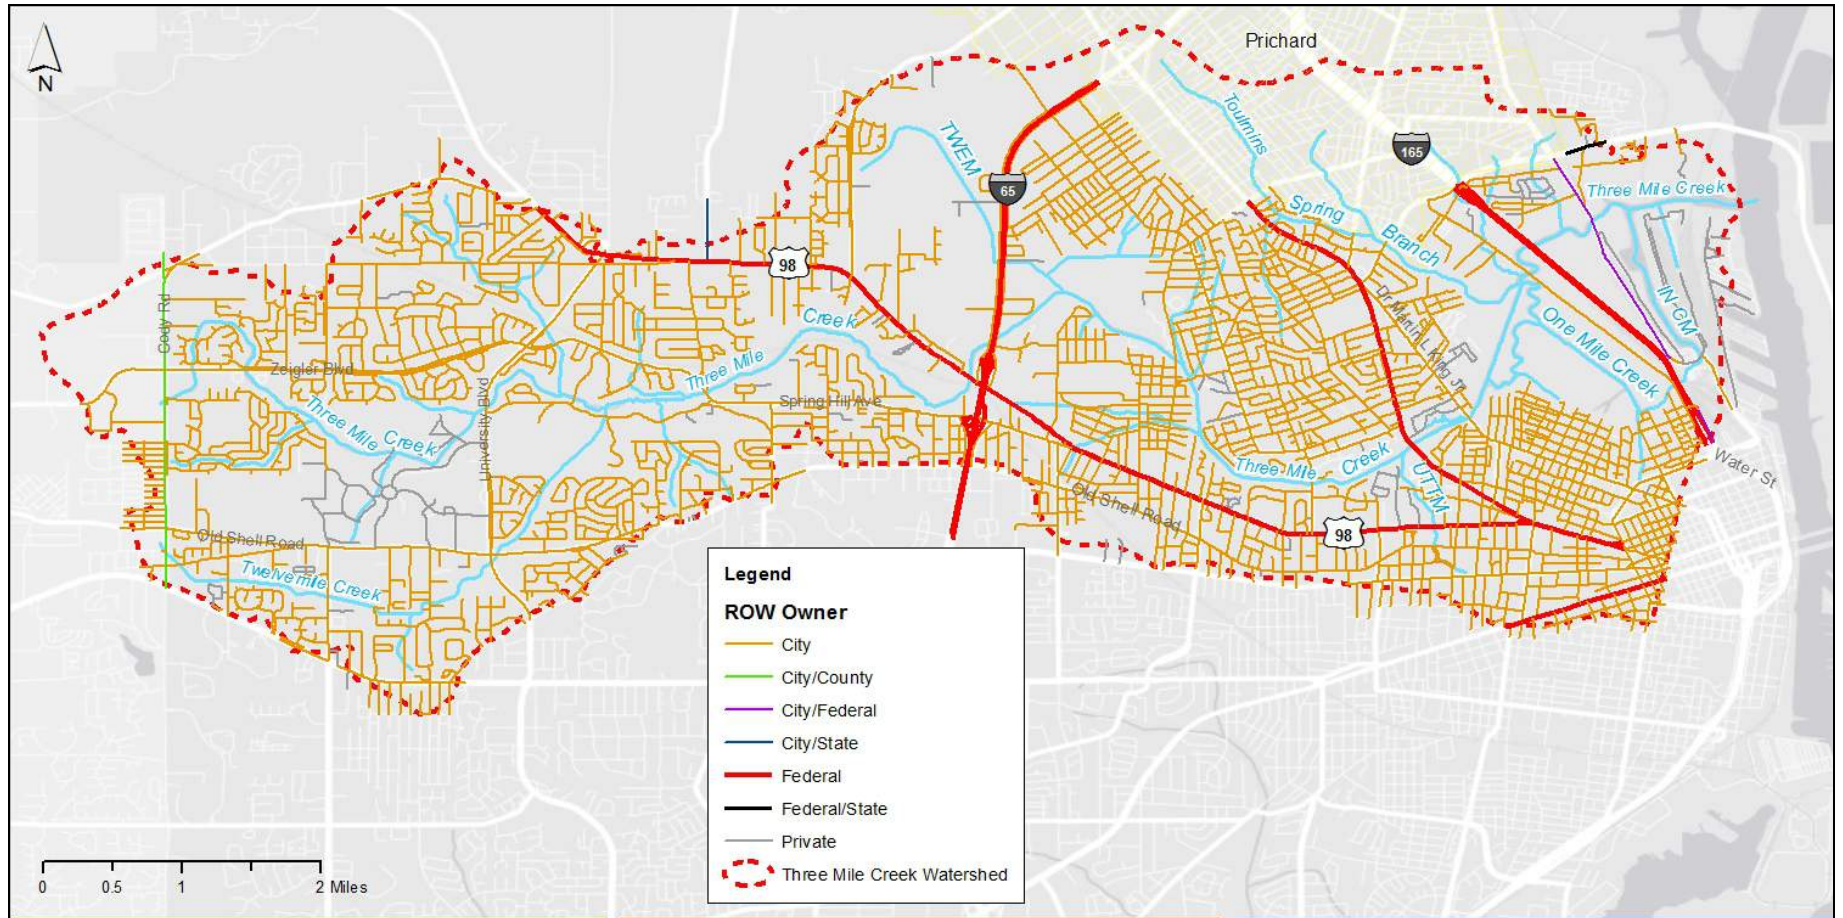 N
Prichard
Toulmins
TWEM
165
65
Three Mile Creek
Spring
Branch
98
Cody Rd
Creek
Three Mile
IN-CM
One Mile Creek
Dr Martin L King Jr
Zeigler Blvd
University Blvd
Spring Hill Ave
Three Mile
Creek
Three Mile
Creek
UTTM
Water St
Old Shell Road
Old Shell Road
98
Twelvemile Creek
Legend
ROW Owner
City
City/County
City/Federal
City/State
Federal
Federal/State
Private
Three Mile Creek Watershed
0 0.5 1 2 Miles